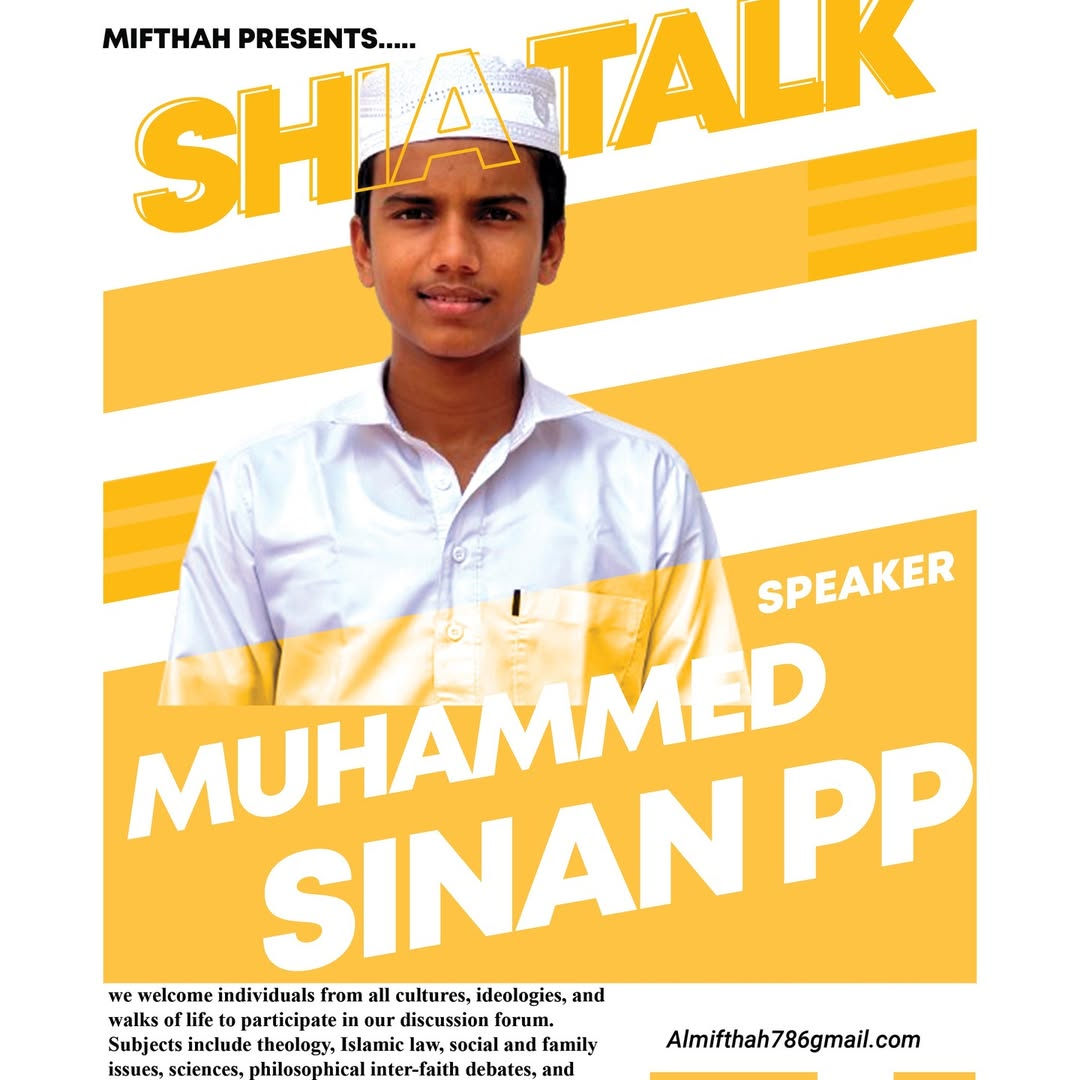 MIFTHAH PRESENTS.....
SHIA TALK
SPEAKER
MUHAMMED
SINAN PP
we welcome individuals from all cultures, ideologies, and
walks of life to participate in our discussion forum.
Subjects include theology, Islamic law, social and family
issues, sciences, philosophical inter-faith debates, and
Almifthah786gmail.com